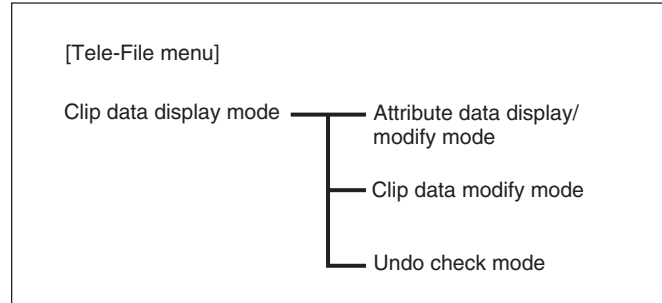 [Tele-File menu]
Clip data display mode
Attribute data display/
modify mode
Clip data modify mode
Undo check mode